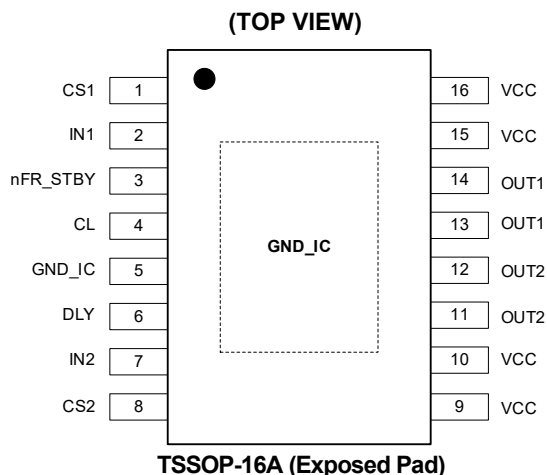 (TOP VIEW)
CS1 1 16 VCC
IN1 2 15 VCC
nFR_STBY 3 14 OUT1
CL 4 13 OUT1
GND_IC
GND_IC 5 12 OUT2
DLY 6 11 OUT2
IN2 7 10 VCC
CS2 8 9 VCC
TSSOP-16A (Exposed Pad)